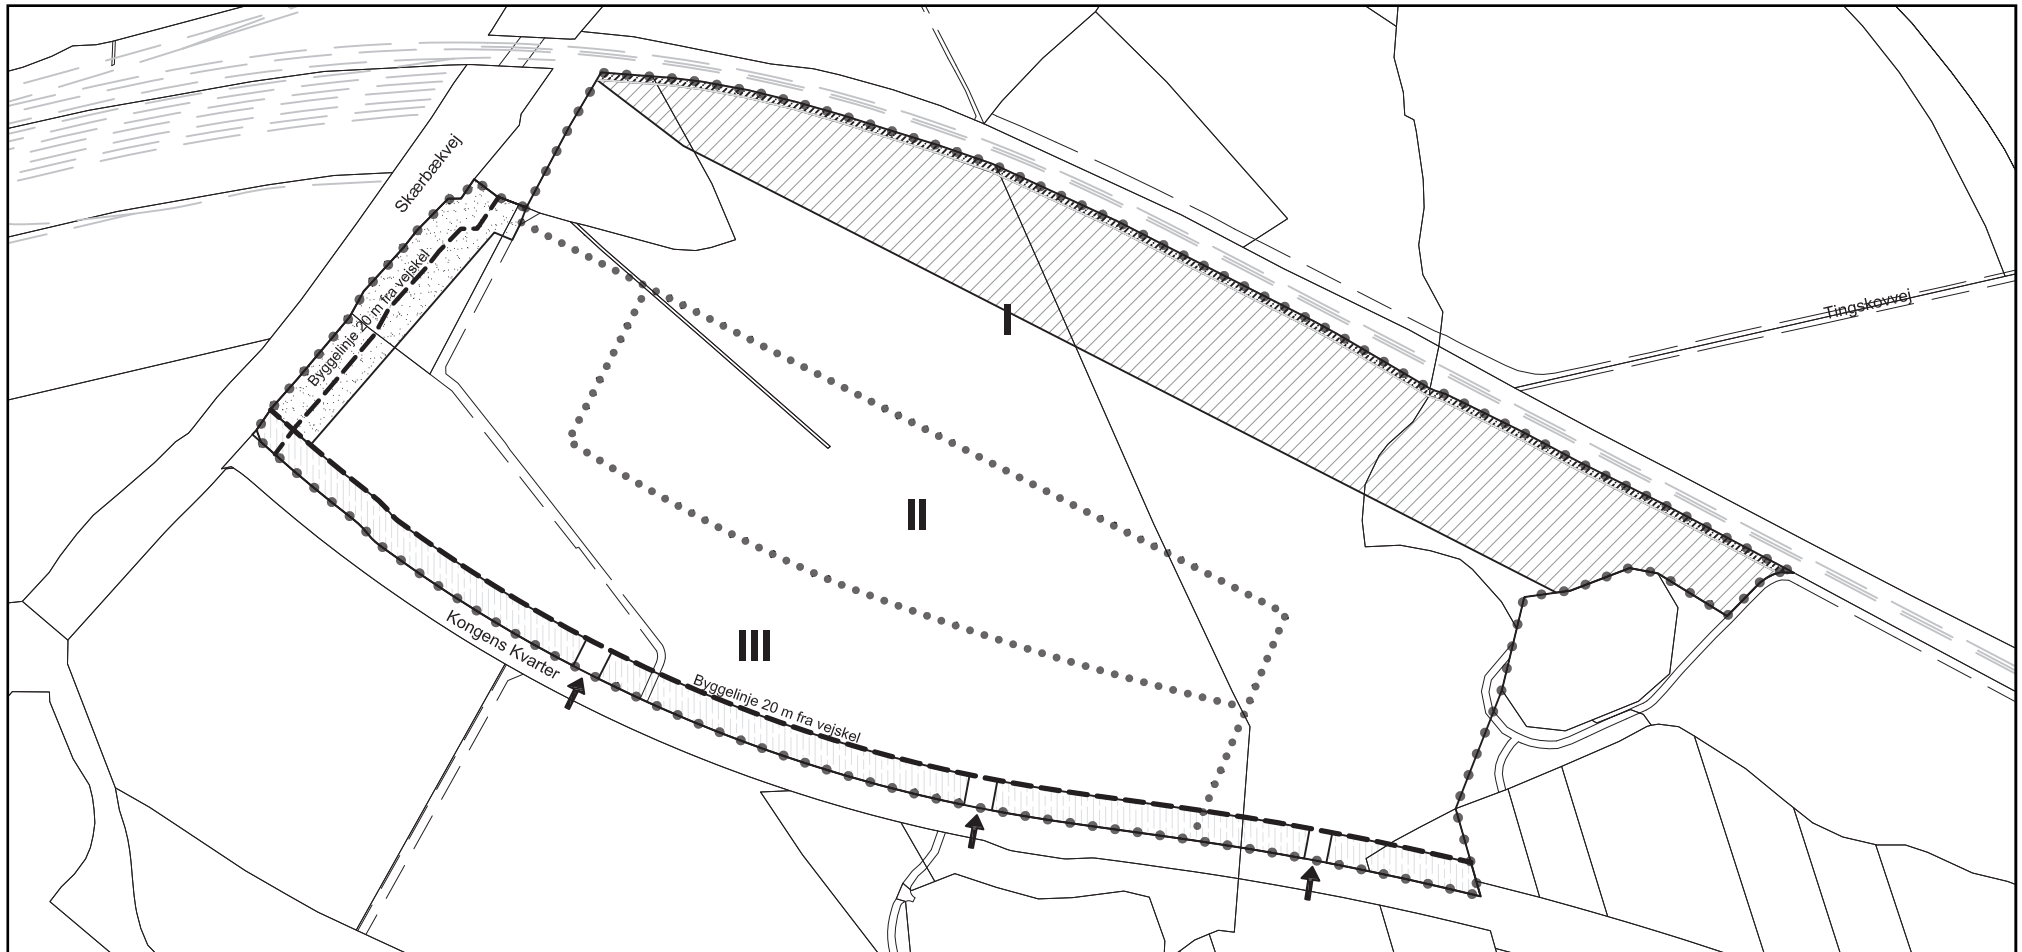 Skærbækvej
Byggelinje 20 m fra vejskel
I
Tingskovvej
II
III
Kongens Kvarter
Byggelinje 20 m fra vejskel